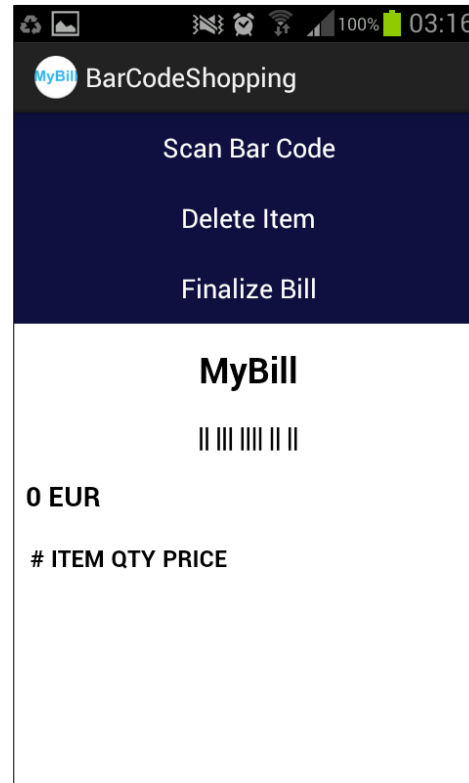 100% 03:16
MyBill BarCodeShopping
Scan Bar Code
Delete Item
Finalize Bill
MyBill
|| ||| |||| || ||
0 EUR
# ITEM QTY PRICE